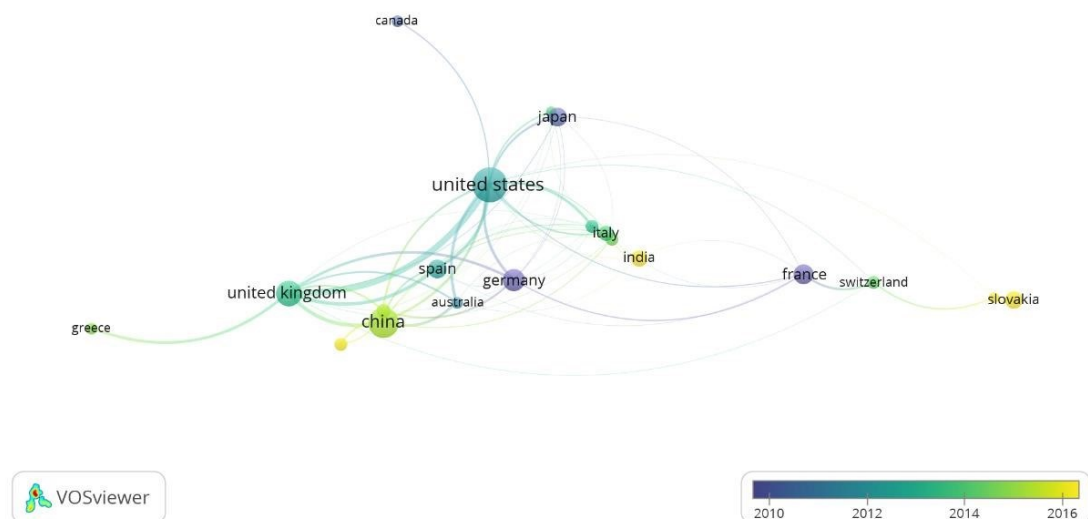 canada
japan
united states
italy
india
spain
germany
france
switzerland
united kingdom
australia
slovakia
china
greece
VOSviewer
2010 2012 2014 2016